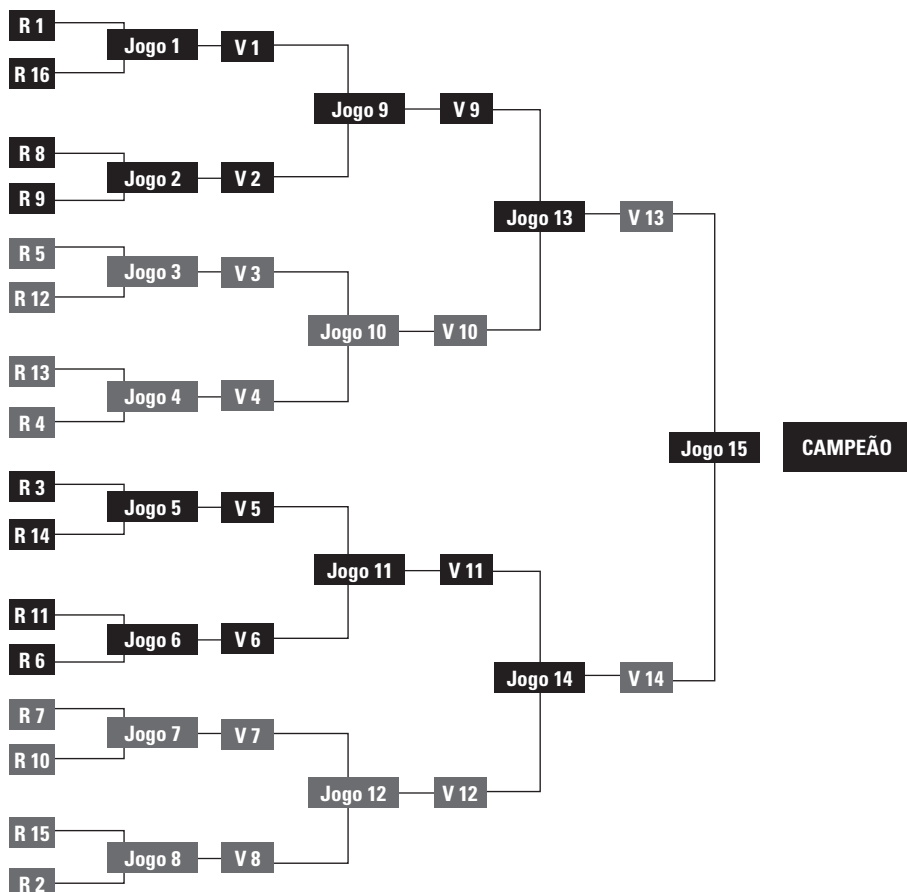 R 1
Jogo 1
V 1
R 16
Jogo 9
V 9
R 8
Jogo 2
V 2
R 9
Jogo 13
V 13
R 5
Jogo 3
V 3
R 12
Jogo 10
V 10
R 13
Jogo 4
V 4
R 4
Jogo 15
CAMPEÃO
R 3
Jogo 5
V 5
R 14
Jogo 11
V 11
R 11
Jogo 6
V 6
R 6
Jogo 14
V 14
R 7
Jogo 7
V 7
R 10
Jogo 12
V 12
R 15
Jogo 8
V 8
R 2